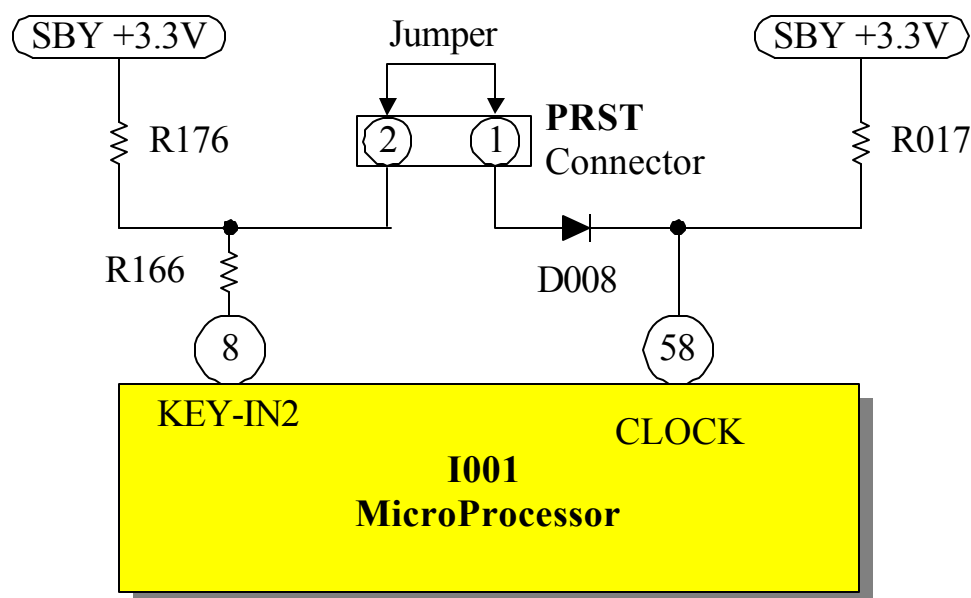 SBY +3.3V
Jumper
SBY +3.3V
R176
2
1
PRST
Connector
R017
R166
D008
8
58
KEY-IN2
CLOCK
I001
MicroProcessor